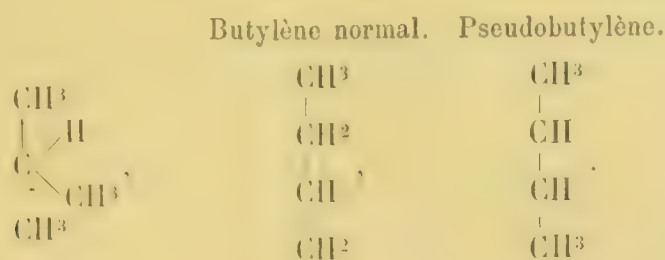 Butylène normal. Pseudobutylène.
CH³ CH³
CH³
H CH² CH
C
CH³, CH, CH.
CH³
CH² CH³